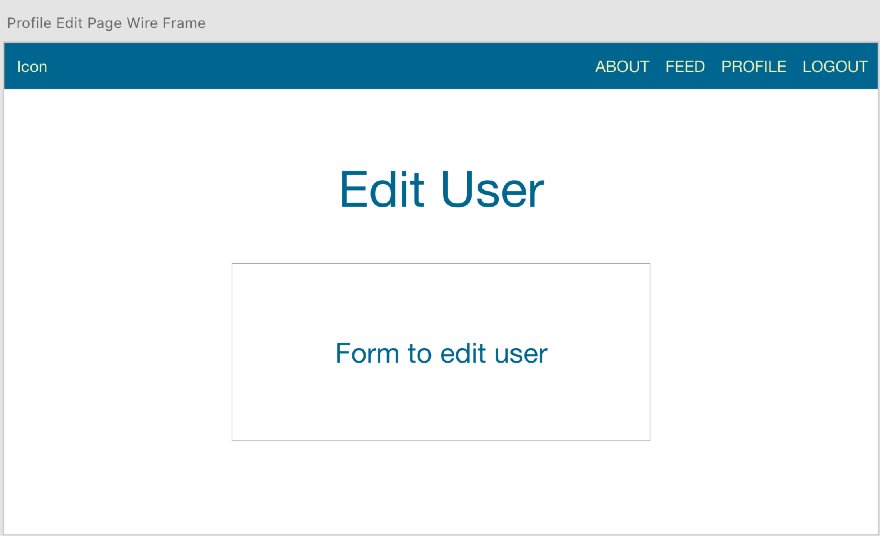 Profile Edit Page Wire Frame
Icon ABOUT FEED PROFILE LOGOUT
Edit User
Form to edit user